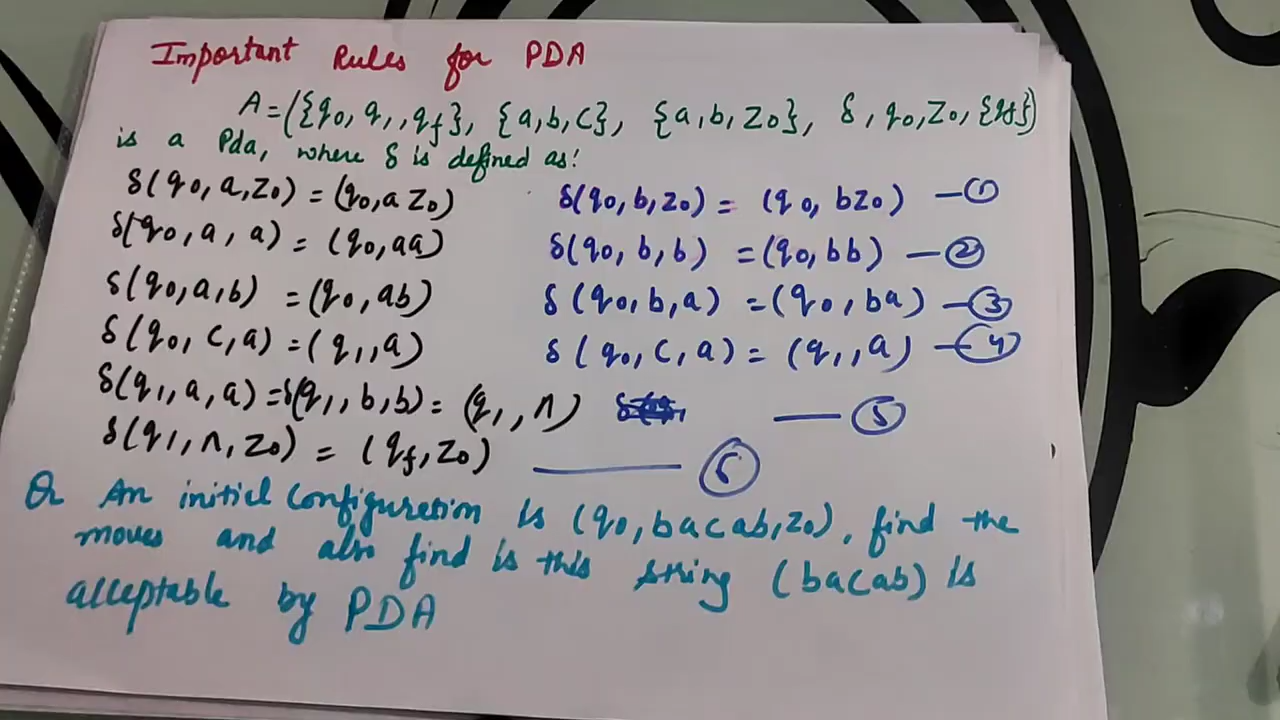 Important Rules for PDA
A = ({q0, q1, qf}, {a,b,c}, {a,b,Z0}, δ, q0, Z0, {qf})
is a Pda, where δ is defined as:
δ(q0, a, Z0) = (q0, a Z0) δ(q0, b, z0) = (q0, bz0) — ①
δ(q0, a, a) = (q0, aa) δ(q0, b, b) = (q0, bb) — ②
δ(q0, a, b) = (q0, ab) δ(q0, b, a) = (q0, ba) — ③
δ(q0, c, a) = (q1, a) δ(q0, c, a) = (q1, a) — ④
δ(q1, a, a) = δ(q1, b, b) = (q1, Λ) — ⑤
δ(q1, Λ, Z0) = (qf, Z0) — ⑥
Q. An initial Configuration is (q0, bacab, Z0), find the
moves and also find is this string (bacab) is
acceptable by PDA